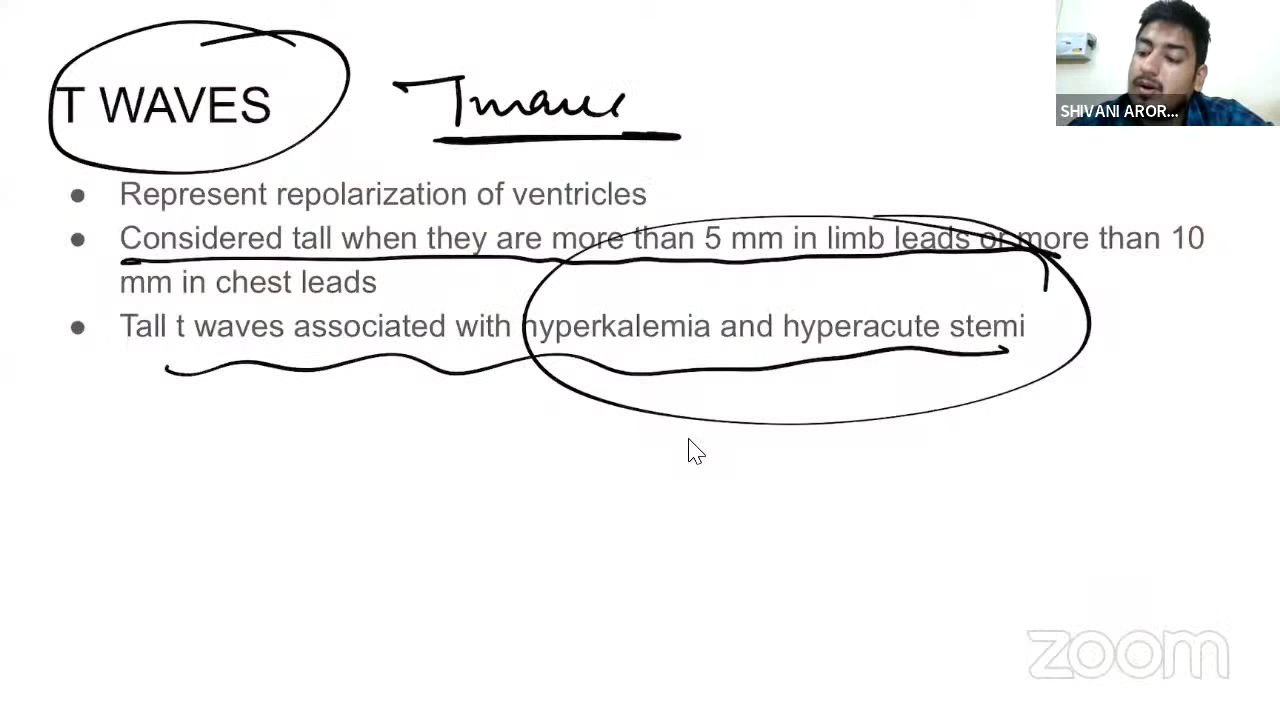 T WAVES
Twave
SHIVANI AROR...
● Represent repolarization of ventricles
● Considered tall when they are more than 5 mm in limb leads or more than 10
mm in chest leads
● Tall t waves associated with hyperkalemia and hyperacute stemi
zoom